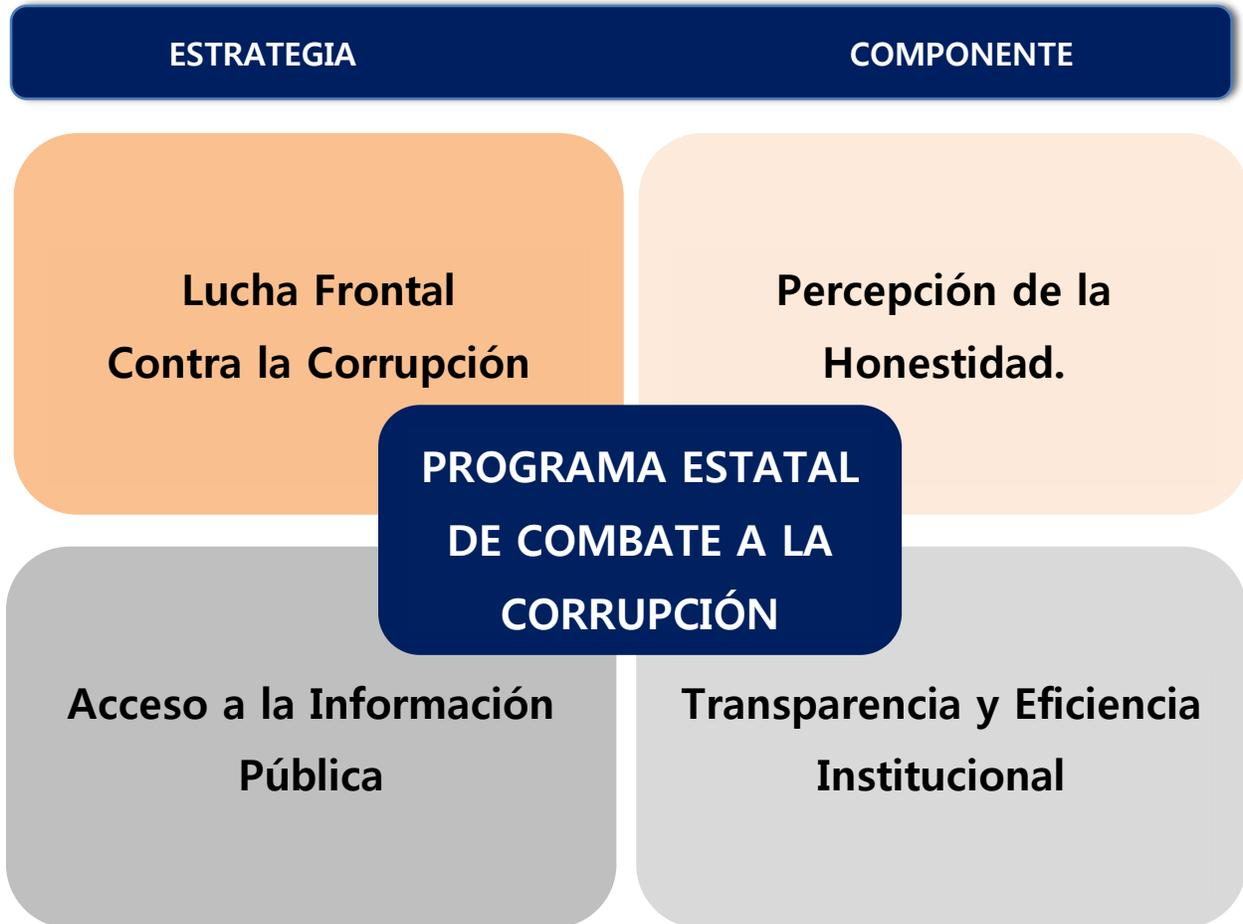 ESTRATEGIA COMPONENTE
Lucha Frontal
Contra la Corrupción
Percepción de la
Honestidad.
PROGRAMA ESTATAL
DE COMBATE A LA
CORRUPCIÓN
Acceso a la Información
Pública
Transparencia y Eficiencia
Institucional